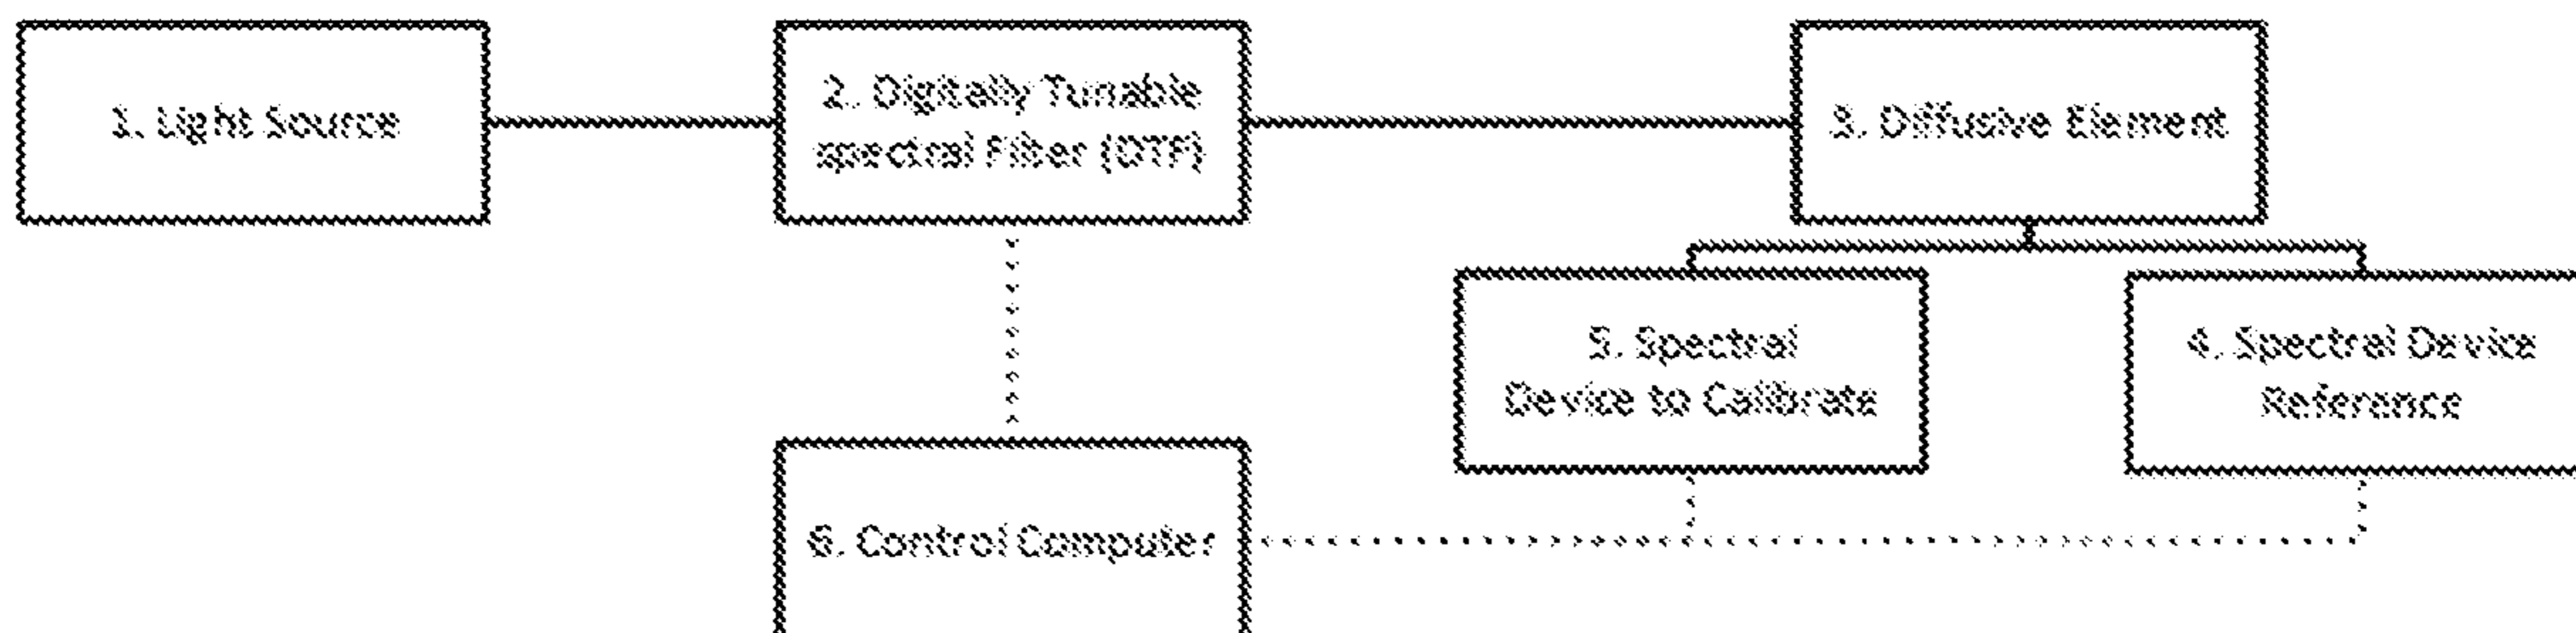 1. Light Source
2. Digitally Tunable
spectral Filter (DTF)
3. Diffusive Element
5. Spectral
Device to Calibrate
4. Spectral Device
Reference
6. Control Computer